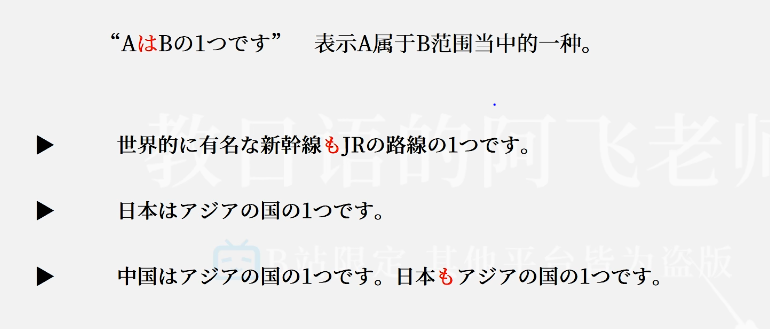 “AはBの1つです” 表示A属于B范围当中的一种。
教日语的阿飞老师
▶ 世界的に有名な新幹線もJRの路線の1つです。
▶ 日本はアジアの国の1つです。
B站限定 其他平台皆为盗版
▶ 中国はアジアの国の1つです。日本もアジアの国の1つです。